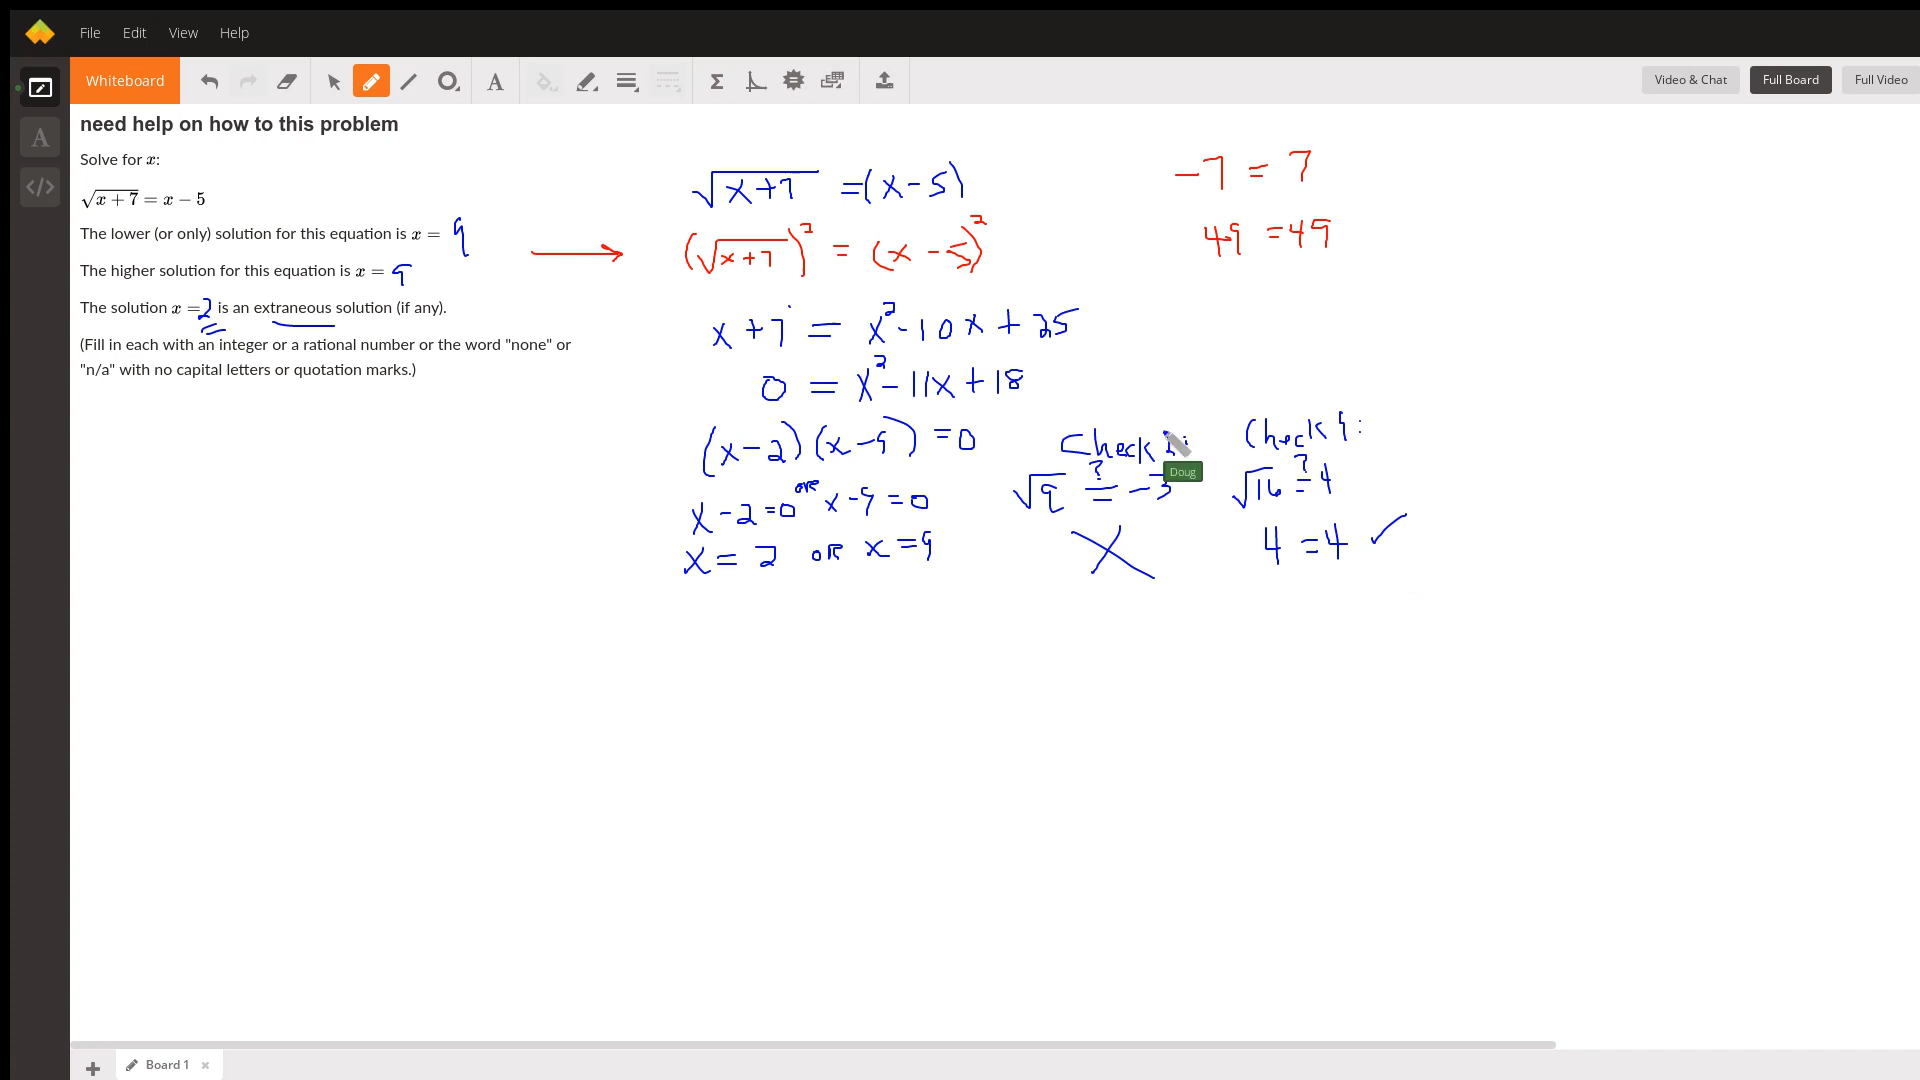 File Edit View Help
Whiteboard
Video & Chat Full Board Full Video
need help on how to this problem
Solve for x:
√(x + 7) = x − 5
The lower (or only) solution for this equation is x = 9
The higher solution for this equation is x = 9
The solution x = 2 is an extraneous solution (if any).
(Fill in each with an integer or a rational number or the word "none" or
"n/a" with no capital letters or quotation marks.)
√(x+7) = (x-5)
(√(x+7))² = (x-5)²
x+7 = x²-10x+25
0 = x²-11x+18
(x-2)(x-9) = 0
x-2=0 or x-9=0
x = 2 or x = 9
-7 = 7
49 = 49
Check 2:
√9 ?= -3
X
Check 9:
√16 ?= 4
4 = 4 ✓
Doug
Board 1